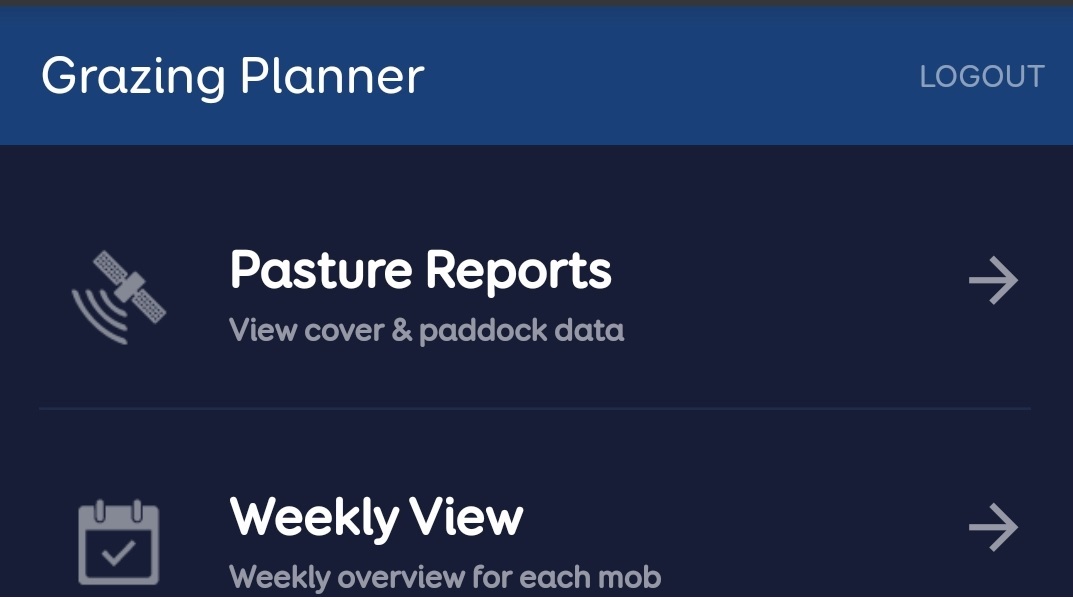 Grazing Planner
LOGOUT
Pasture Reports
View cover & paddock data
Weekly View
Weekly overview for each mob